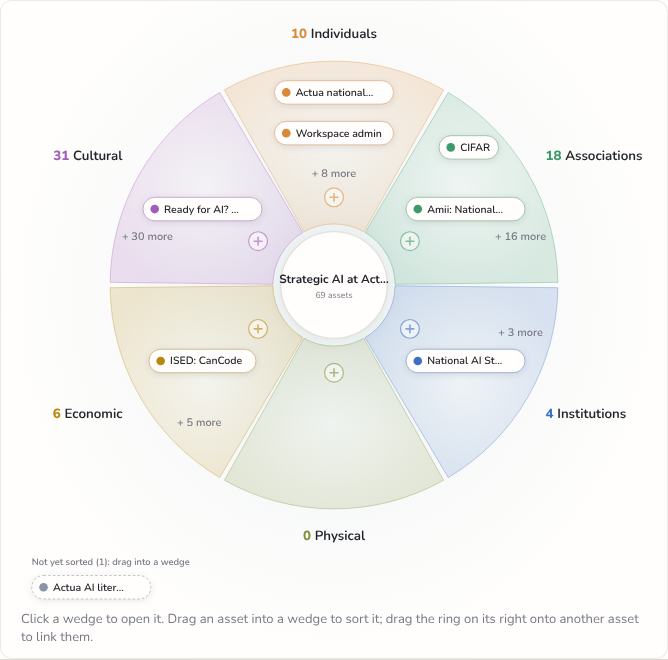 10 Individuals
Actua national...
Workspace admin
+ 8 more
31 Cultural
Ready for AI? ...
+ 30 more
18 Associations
CIFAR
Amii: National...
+ 16 more
Strategic AI at Act...
69 assets
6 Economic
ISED: CanCode
+ 5 more
+ 3 more
National AI St...
4 Institutions
0 Physical
Not yet sorted (1): drag into a wedge
Actua AI liter...
Click a wedge to open it. Drag an asset into a wedge to sort it; drag the ring on its right onto another asset
to link them.